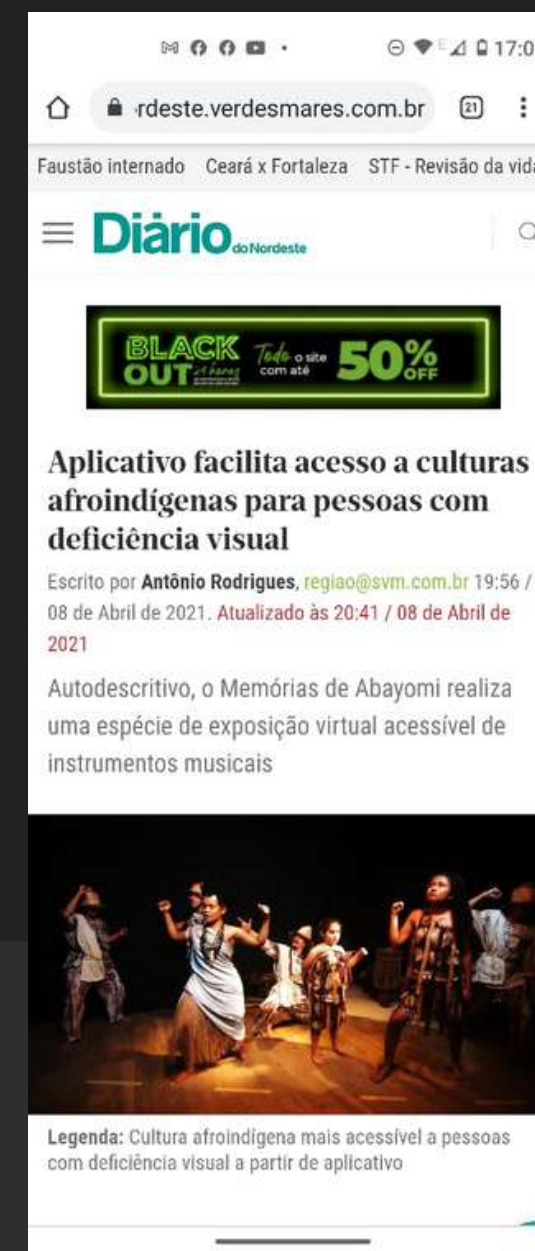 17:0
rdeste.verdesmares.com.br
21
Faustão internado Ceará x Fortaleza STF - Revisão da vida
Diário do Nordeste
BLACK OUT 24 horas Todo o site com até 50% OFF
Aplicativo facilita acesso a culturas
afroindígenas para pessoas com
deficiência visual
Escrito por Antônio Rodrigues, regiao@svm.com.br 19:56 /
08 de Abril de 2021. Atualizado às 20:41 / 08 de Abril de
2021
Autodescritivo, o Memórias de Abayomi realiza
uma espécie de exposição virtual acessível de
instrumentos musicais
Legenda: Cultura afroindígena mais acessível a pessoas
com deficiência visual a partir de aplicativo